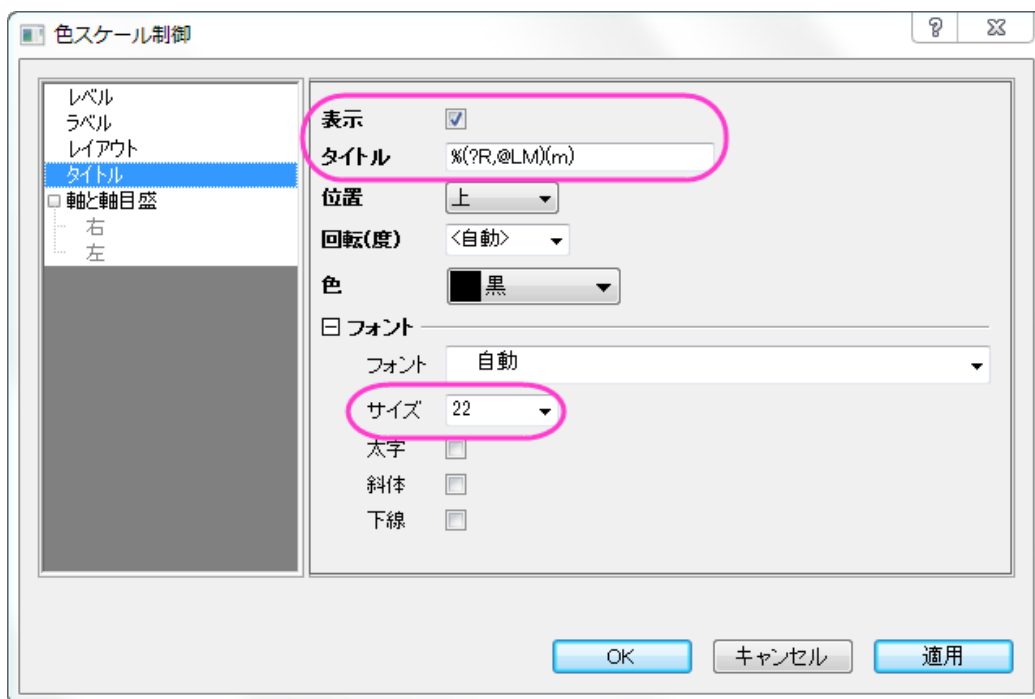 色スケール制御
レベル
ラベル
レイアウト
タイトル
軸と軸目盛
右
左
表示
タイトル %(?R,@LM)(m)
位置 上
回転(度) <自動>
色 黒
フォント
フォント 自動
サイズ 22
太字
斜体
下線
OK キャンセル 適用